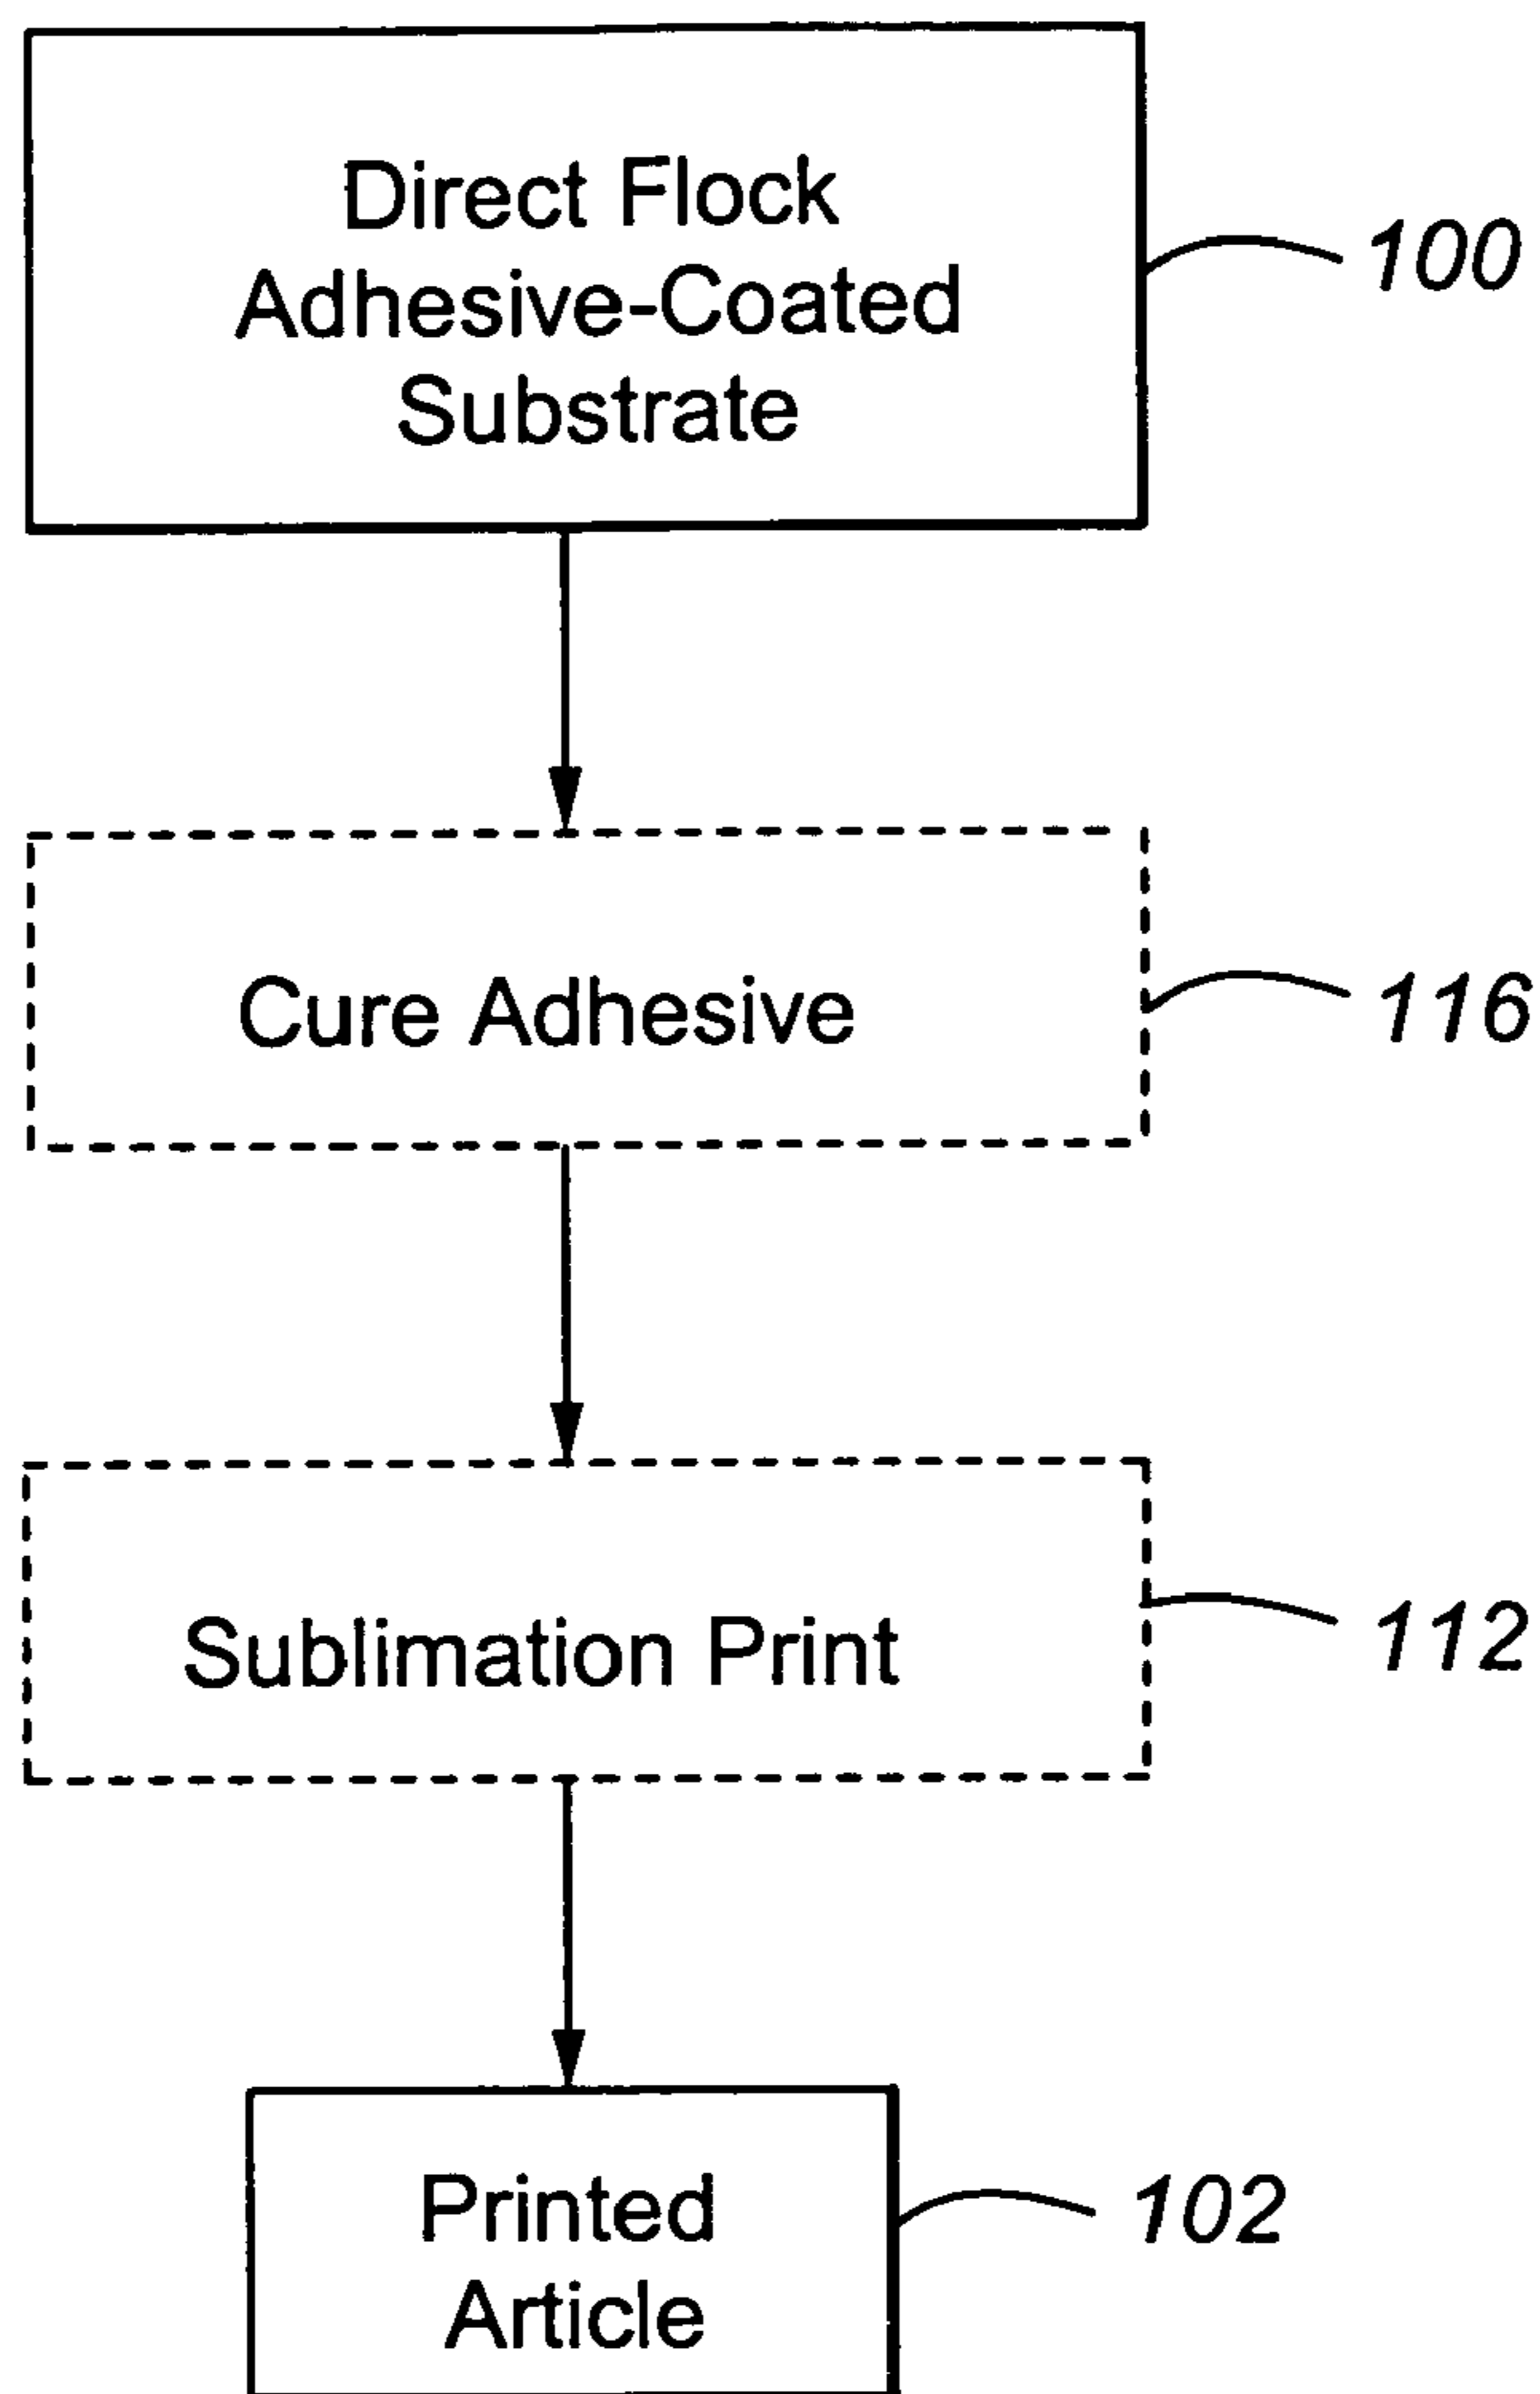 Direct Flock
Adhesive-Coated
Substrate
100
Cure Adhesive
116
Sublimation Print
112
Printed
Article
102